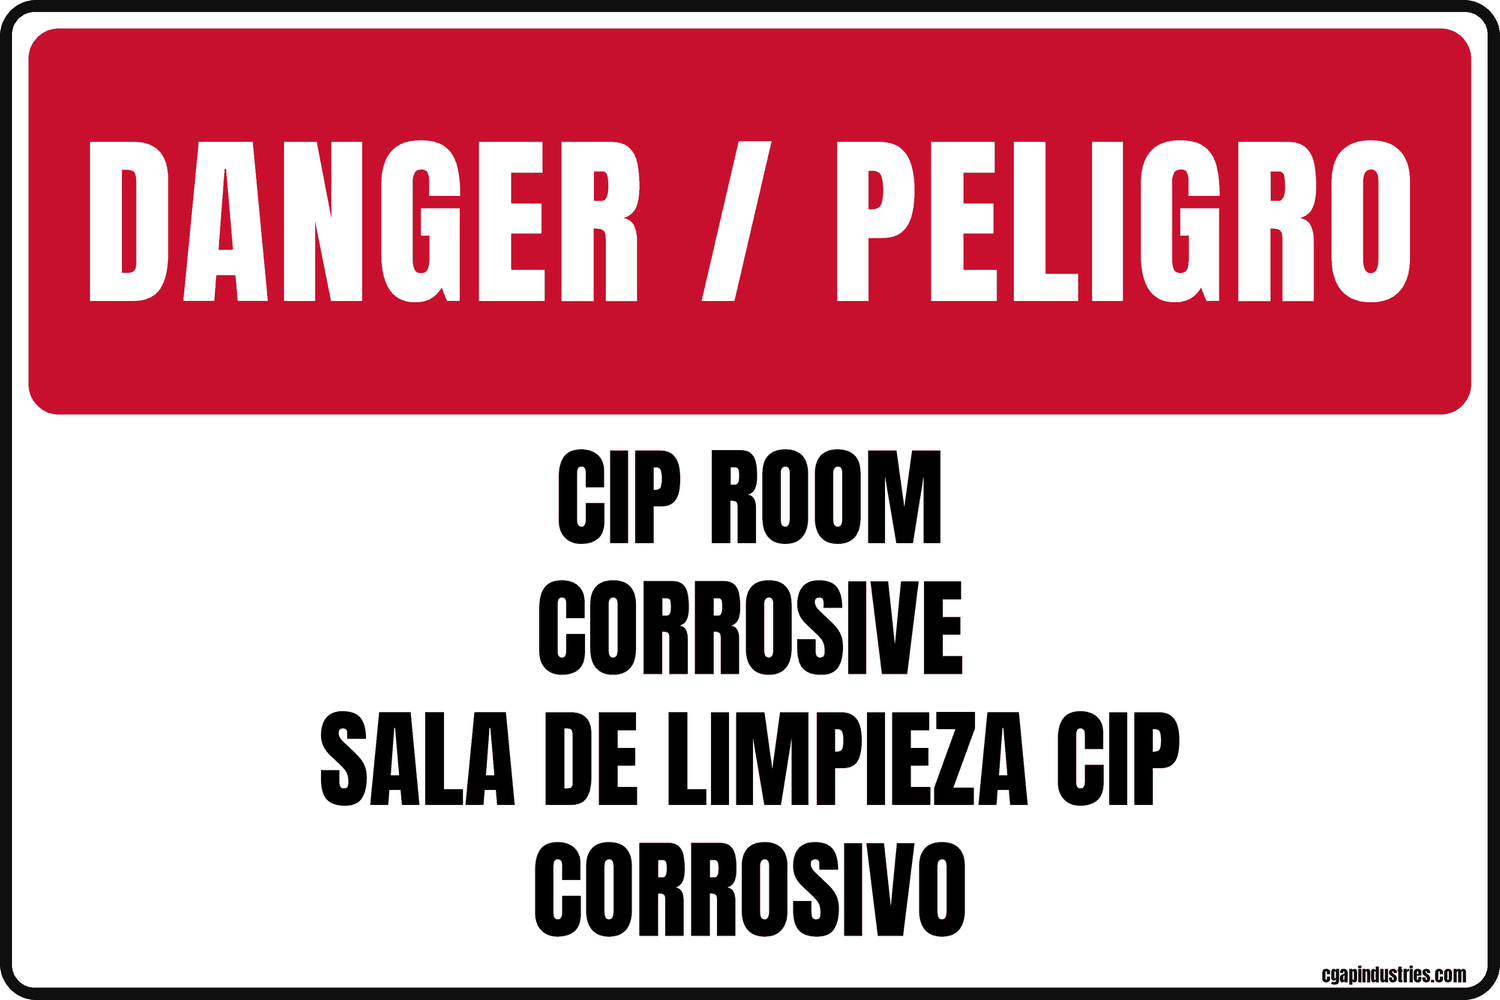 DANGER / PELIGRO
CIP ROOM
CORROSIVE
SALA DE LIMPIEZA CIP
CORROSIVO
cgapindustries.com